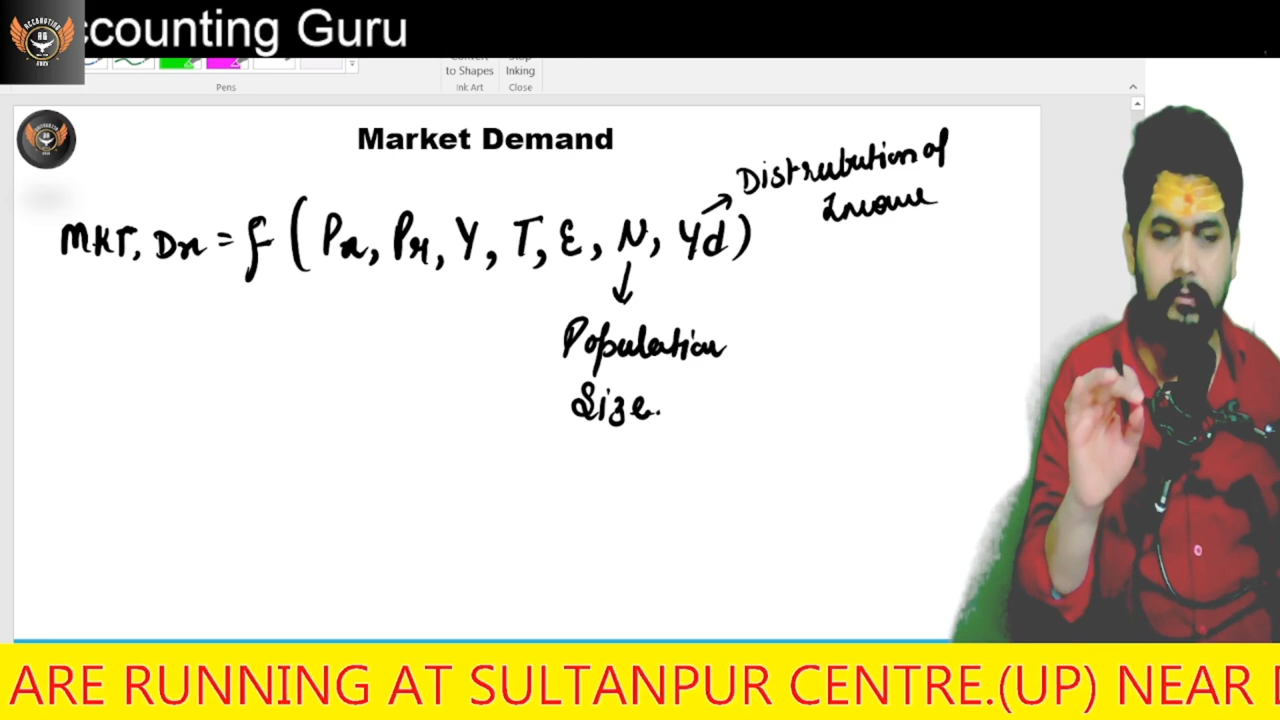 ccounting Guru
to Shapes
Inking
Pens
Ink Art
Close
Market Demand
Distribution of
Income
MKT, Dx = f ( Px, Pr, Y, T, E, N, Yd)
Population
Size.
ARE RUNNING AT SULTANPUR CENTRE.(UP) NEAR